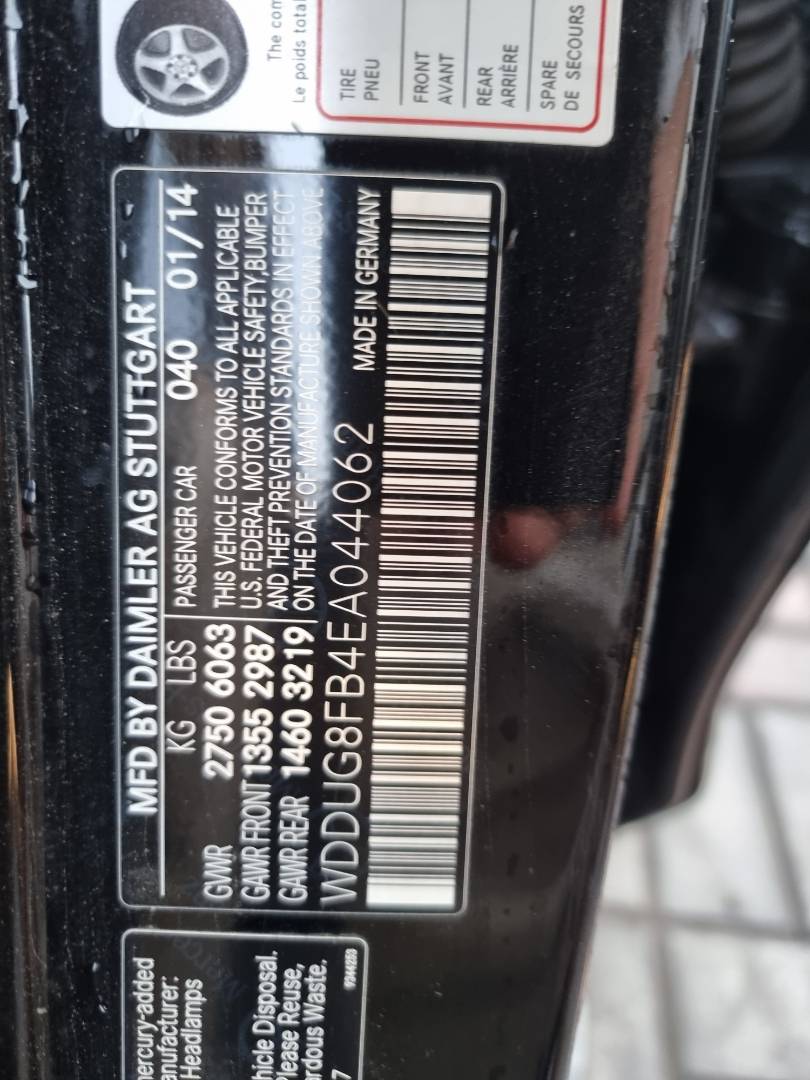 MFD BY DAIMLER AG STUTTGART
KG LBS PASSENGER CAR 040 01/14
GVWR 2750 6063 THIS VEHICLE CONFORMS TO ALL APPLICABLE
GAWR FRONT 1355 2987 U.S. FEDERAL MOTOR VEHICLE SAFETY,BUMPER
GAWR REAR 1460 3219 AND THEFT PREVENTION STANDARDS IN EFFECT
ON THE DATE OF MANUFACTURE SHOWN ABOVE
WDDUG8FB4EA044062 MADE IN GERMANY
The com
Le poids total
TIRE
PNEU
FRONT
AVANT
REAR
ARRIÈRE
SPARE
DE SECOURS
mercury-added
anufacturer:
Headlamps
hicle Disposal.
Please Reuse,
ardous Waste.
7